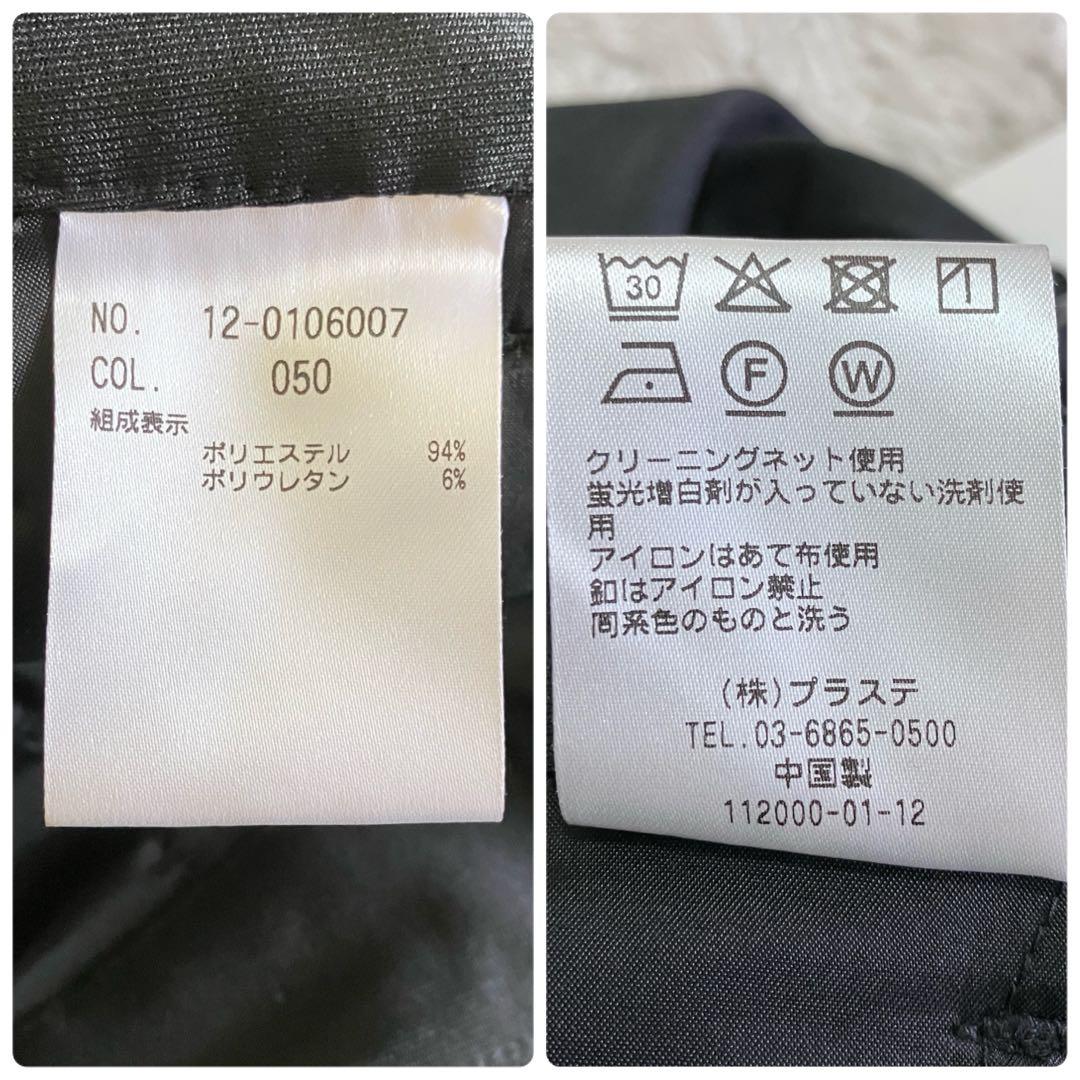 NO. 12-0106007
COL. 050
組成表示
ポリエステル 94%
ポリウレタン 6%
30
F W
クリーニングネット使用
蛍光増白剤が入っていない洗剤使
用
アイロンはあて布使用
釦はアイロン禁止
同系色のものと洗う
(株)プラステ
TEL.03-6865-0500
中国製
112000-01-12